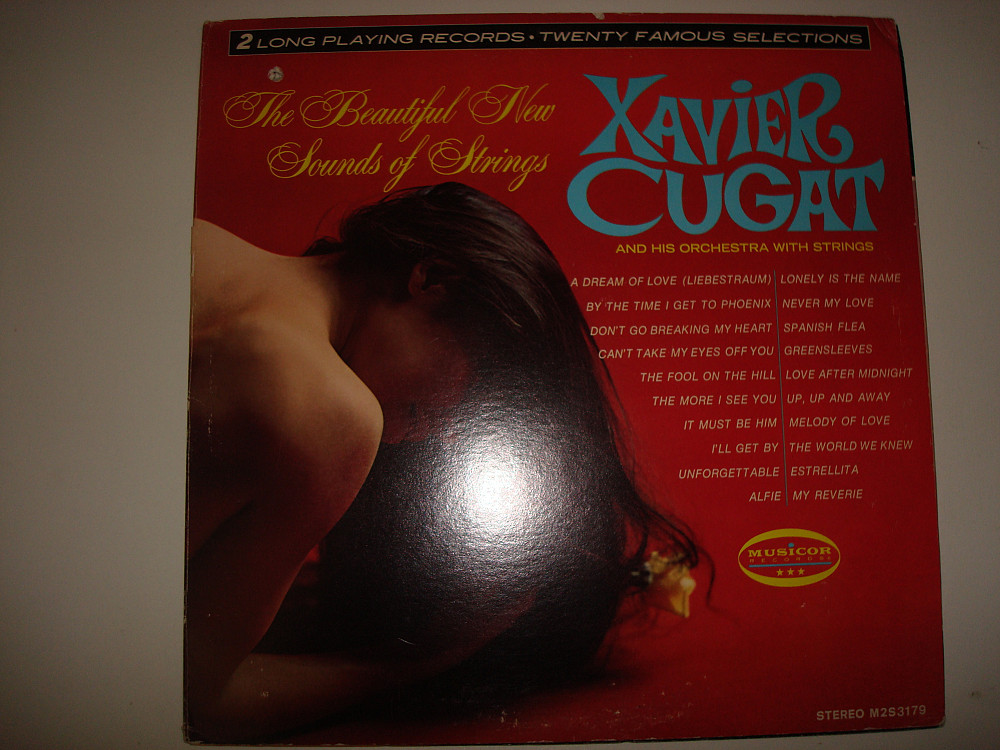 2 LONG PLAYING RECORDS • TWENTY FAMOUS SELECTIONS
The Beautiful New
Sounds of Strings
XAViER
CUGAT
AND HIS ORCHESTRA WITH STRINGS
A DREAM OF LOVE (LIEBESTRAUM)
BY THE TIME I GET TO PHOENIX
DON'T GO BREAKING MY HEART
CAN'T TAKE MY EYES OFF YOU
THE FOOL ON THE HILL
THE MORE I SEE YOU
IT MUST BE HIM
I'LL GET BY
UNFORGETTABLE
ALFIE
LONELY IS THE NAME
NEVER MY LOVE
SPANISH FLEA
GREENSLEEVES
LOVE AFTER MIDNIGHT
UP, UP AND AWAY
MELODY OF LOVE
THE WORLD WE KNEW
ESTRELLITA
MY REVERIE
MUSiCOR
RECORDS
STEREO M2S3179